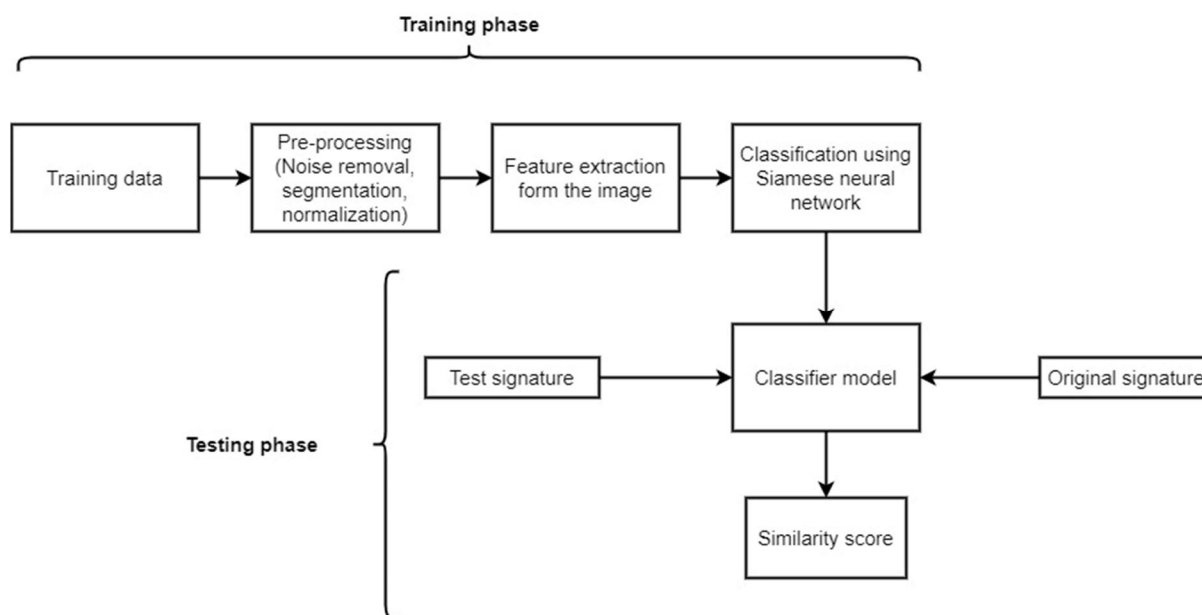 Training phase
Training data
Pre-processing
(Noise removal,
segmentation,
normalization)
Feature extraction
form the image
Classification using
Siamese neural
network
Test signature
Classifier model
Original signature
Testing phase
Similarity score